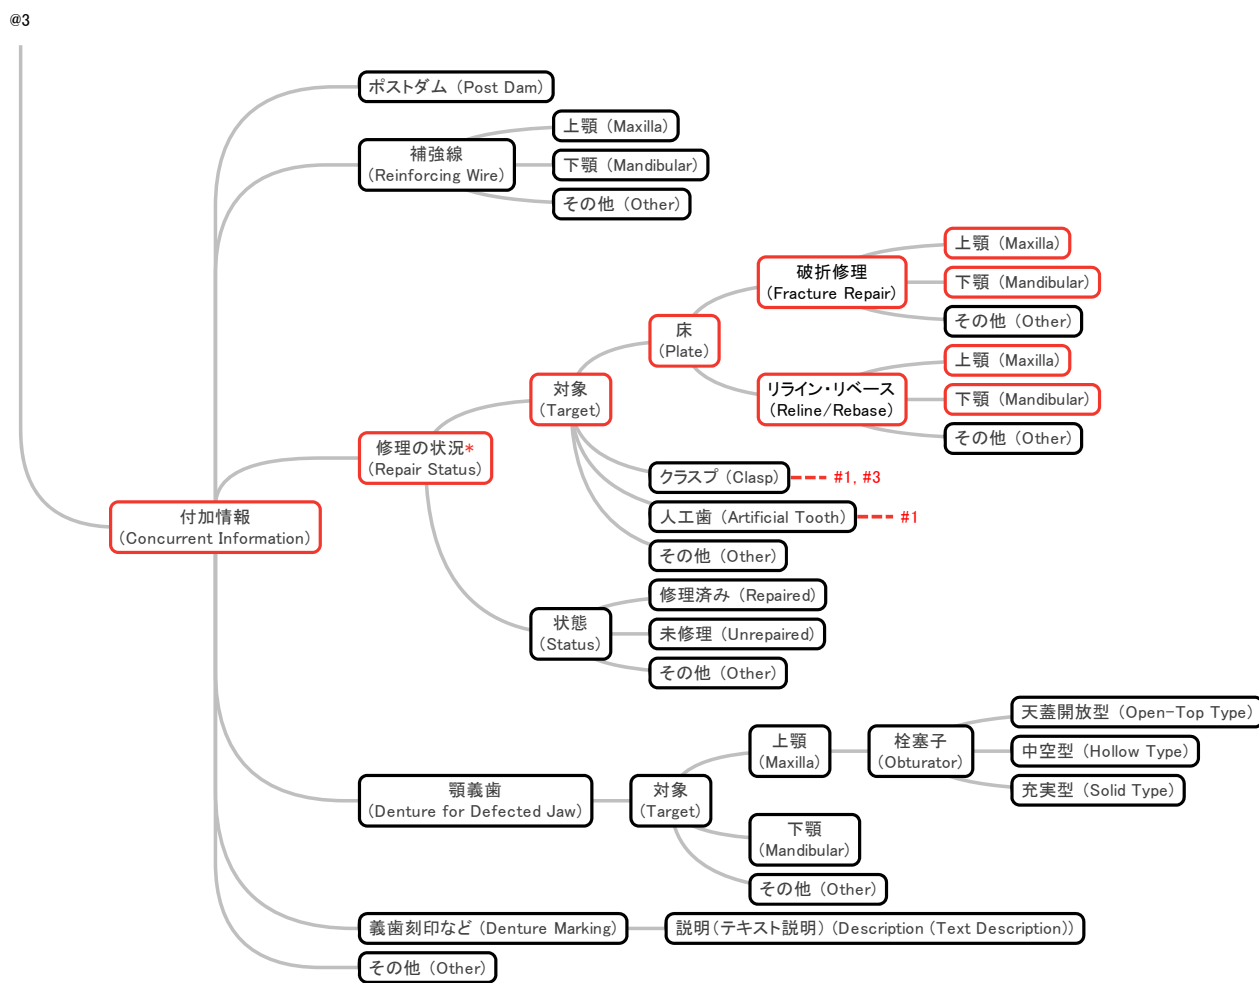 @3
ポストダム (Post Dam)
補強線
(Reinforcing Wire)
上顎 (Maxilla)
下顎 (Mandibular)
その他 (Other)
付加情報
(Concurrent Information)
修理の状況*
(Repair Status)
対象
(Target)
床
(Plate)
破折修理
(Fracture Repair)
上顎 (Maxilla)
下顎 (Mandibular)
その他 (Other)
リライン・リベース
(Reline/Rebase)
上顎 (Maxilla)
下顎 (Mandibular)
その他 (Other)
クラスプ (Clasp) #1, #3
人工歯 (Artificial Tooth) #1
その他 (Other)
状態
(Status)
修理済み (Repaired)
未修理 (Unrepaired)
その他 (Other)
顎義歯
(Denture for Defected Jaw)
対象
(Target)
上顎
(Maxilla)
栓塞子
(Obturator)
天蓋開放型 (Open-Top Type)
中空型 (Hollow Type)
充実型 (Solid Type)
下顎
(Mandibular)
その他 (Other)
義歯刻印など (Denture Marking)
説明(テキスト説明) (Description (Text Description))
その他 (Other)